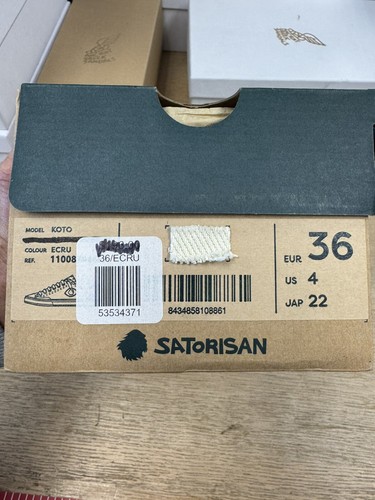 MODEL KOTO
COLOUR ECRU
REF. 11008
36/ECRU
53534371
8434858108861
EUR 36
US 4
JAP 22
SATORISAN